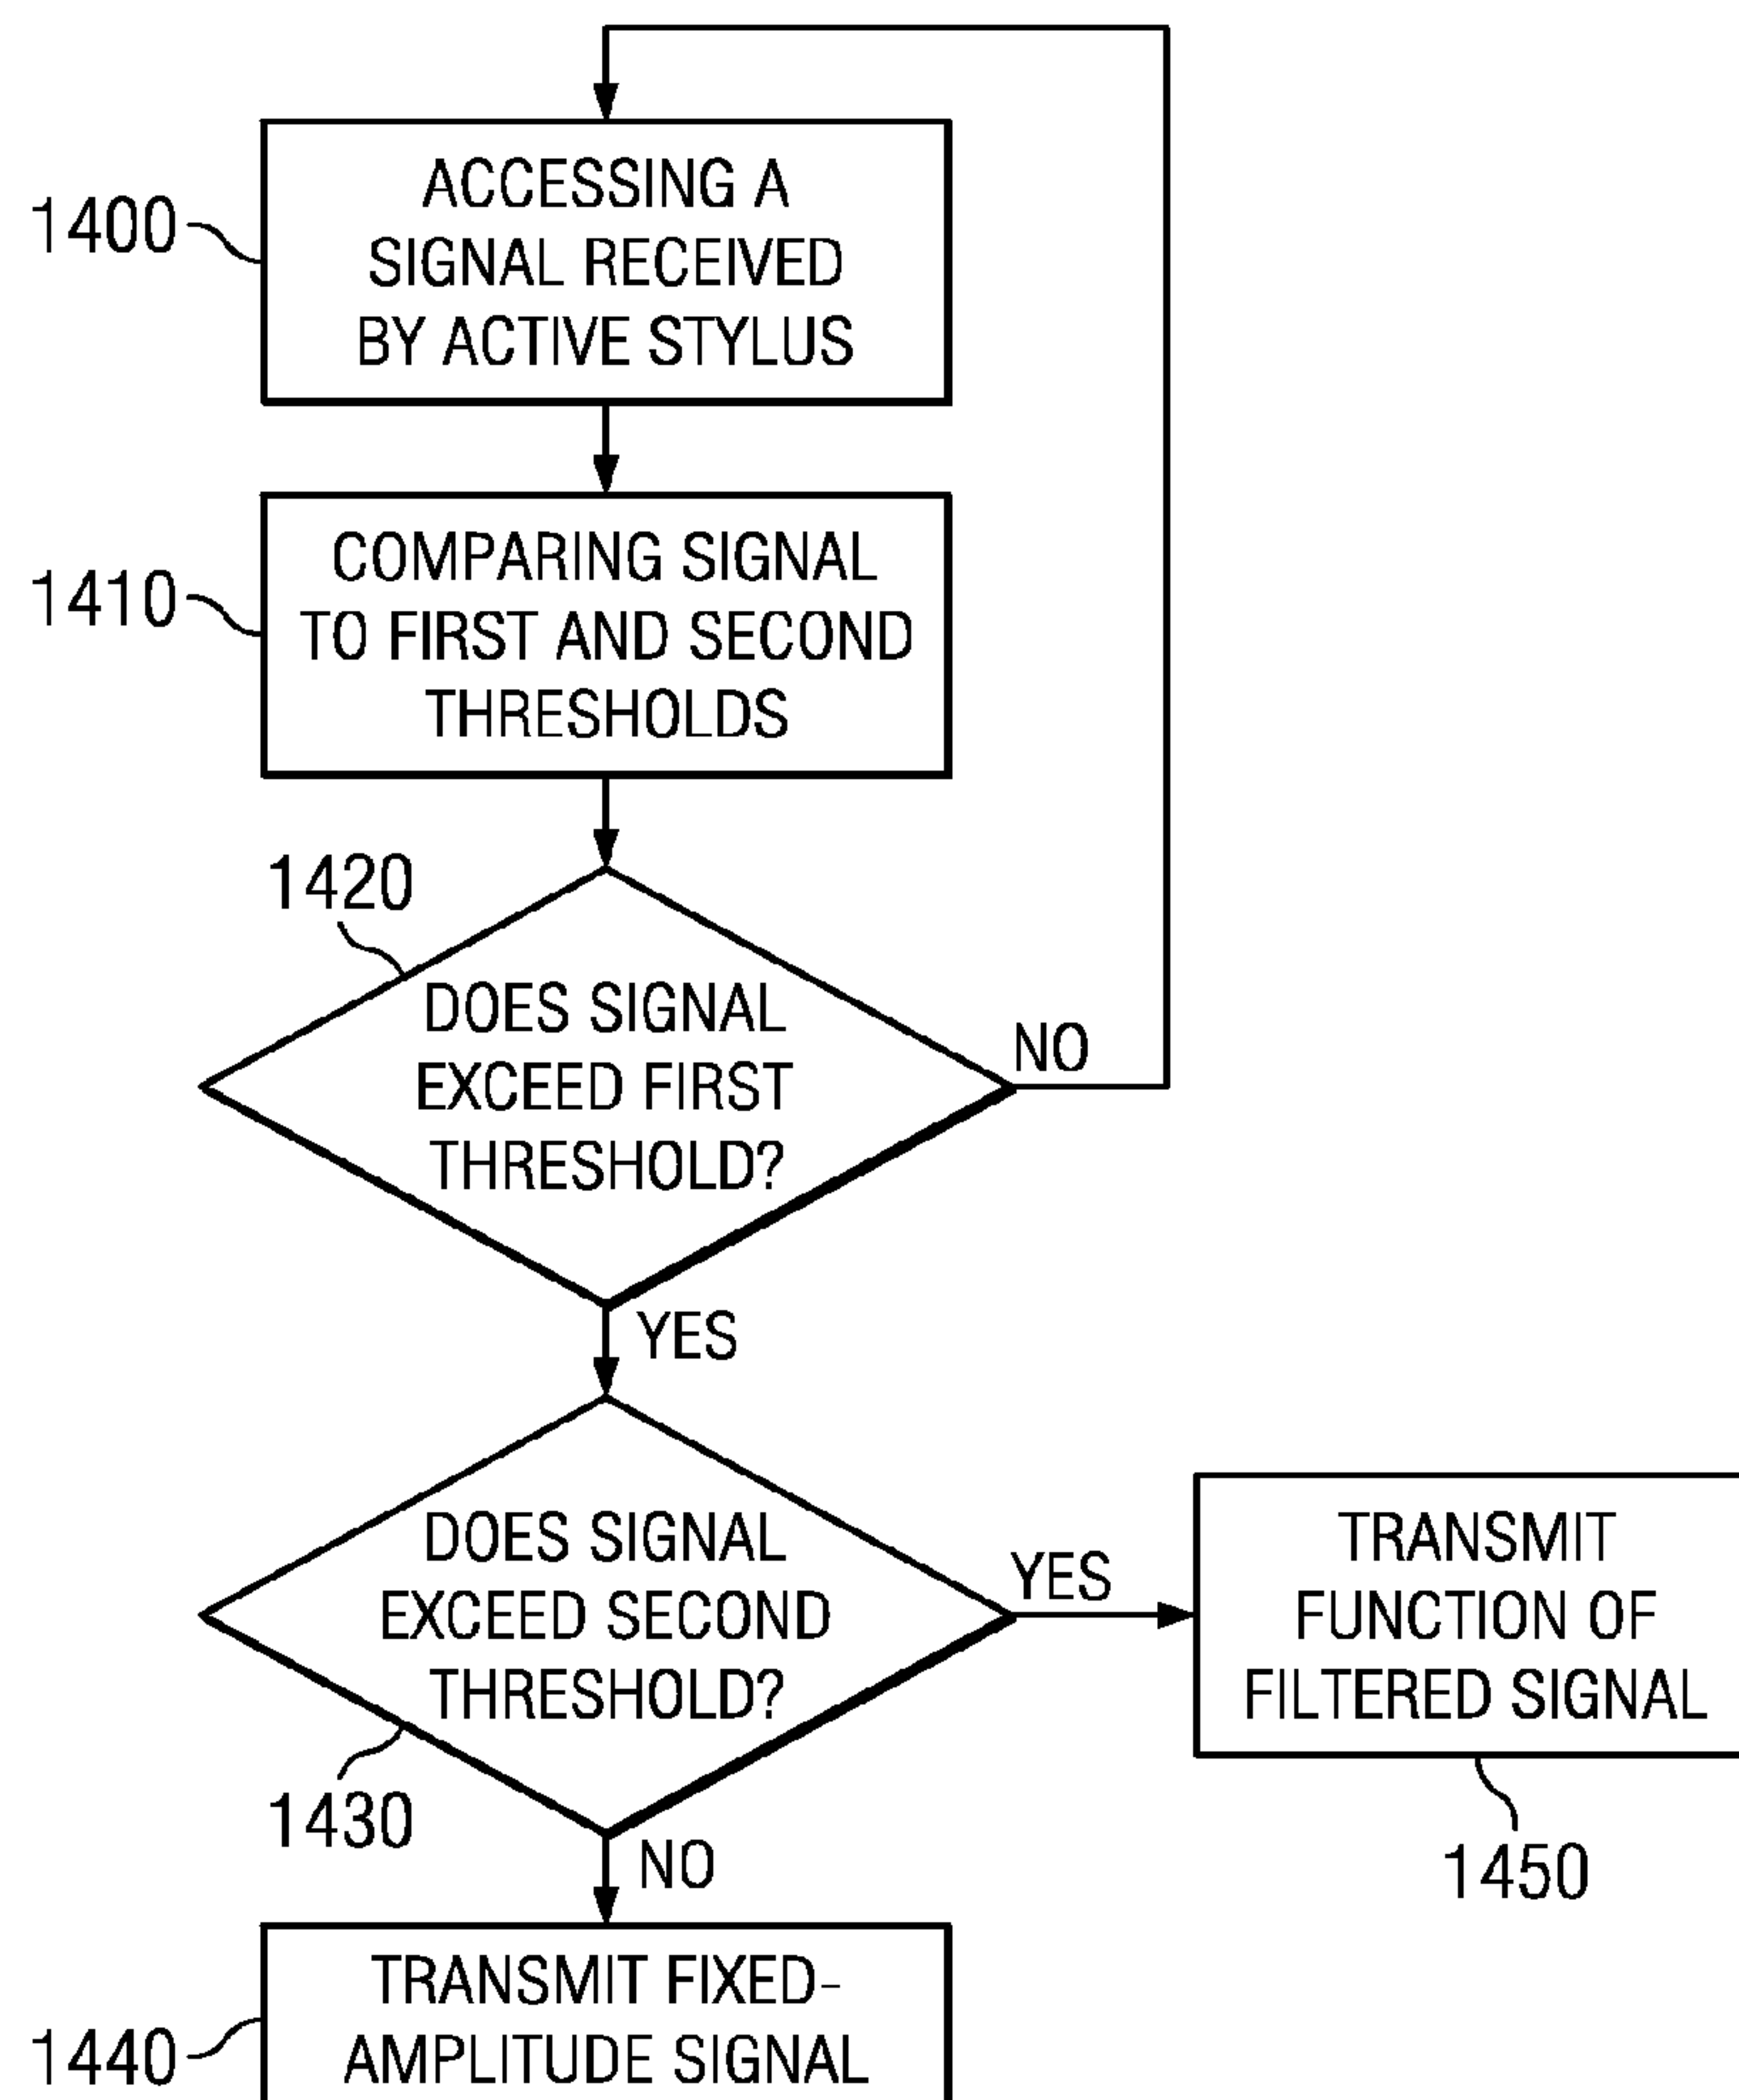 1400
ACCESSING A
SIGNAL RECEIVED
BY ACTIVE STYLUS
1410
COMPARING SIGNAL
TO FIRST AND SECOND
THRESHOLDS
1420
DOES SIGNAL
EXCEED FIRST
THRESHOLD?
NO
YES
DOES SIGNAL
EXCEED SECOND
THRESHOLD?
1430
YES
TRANSMIT
FUNCTION OF
FILTERED SIGNAL
1450
NO
1440
TRANSMIT FIXED-
AMPLITUDE SIGNAL